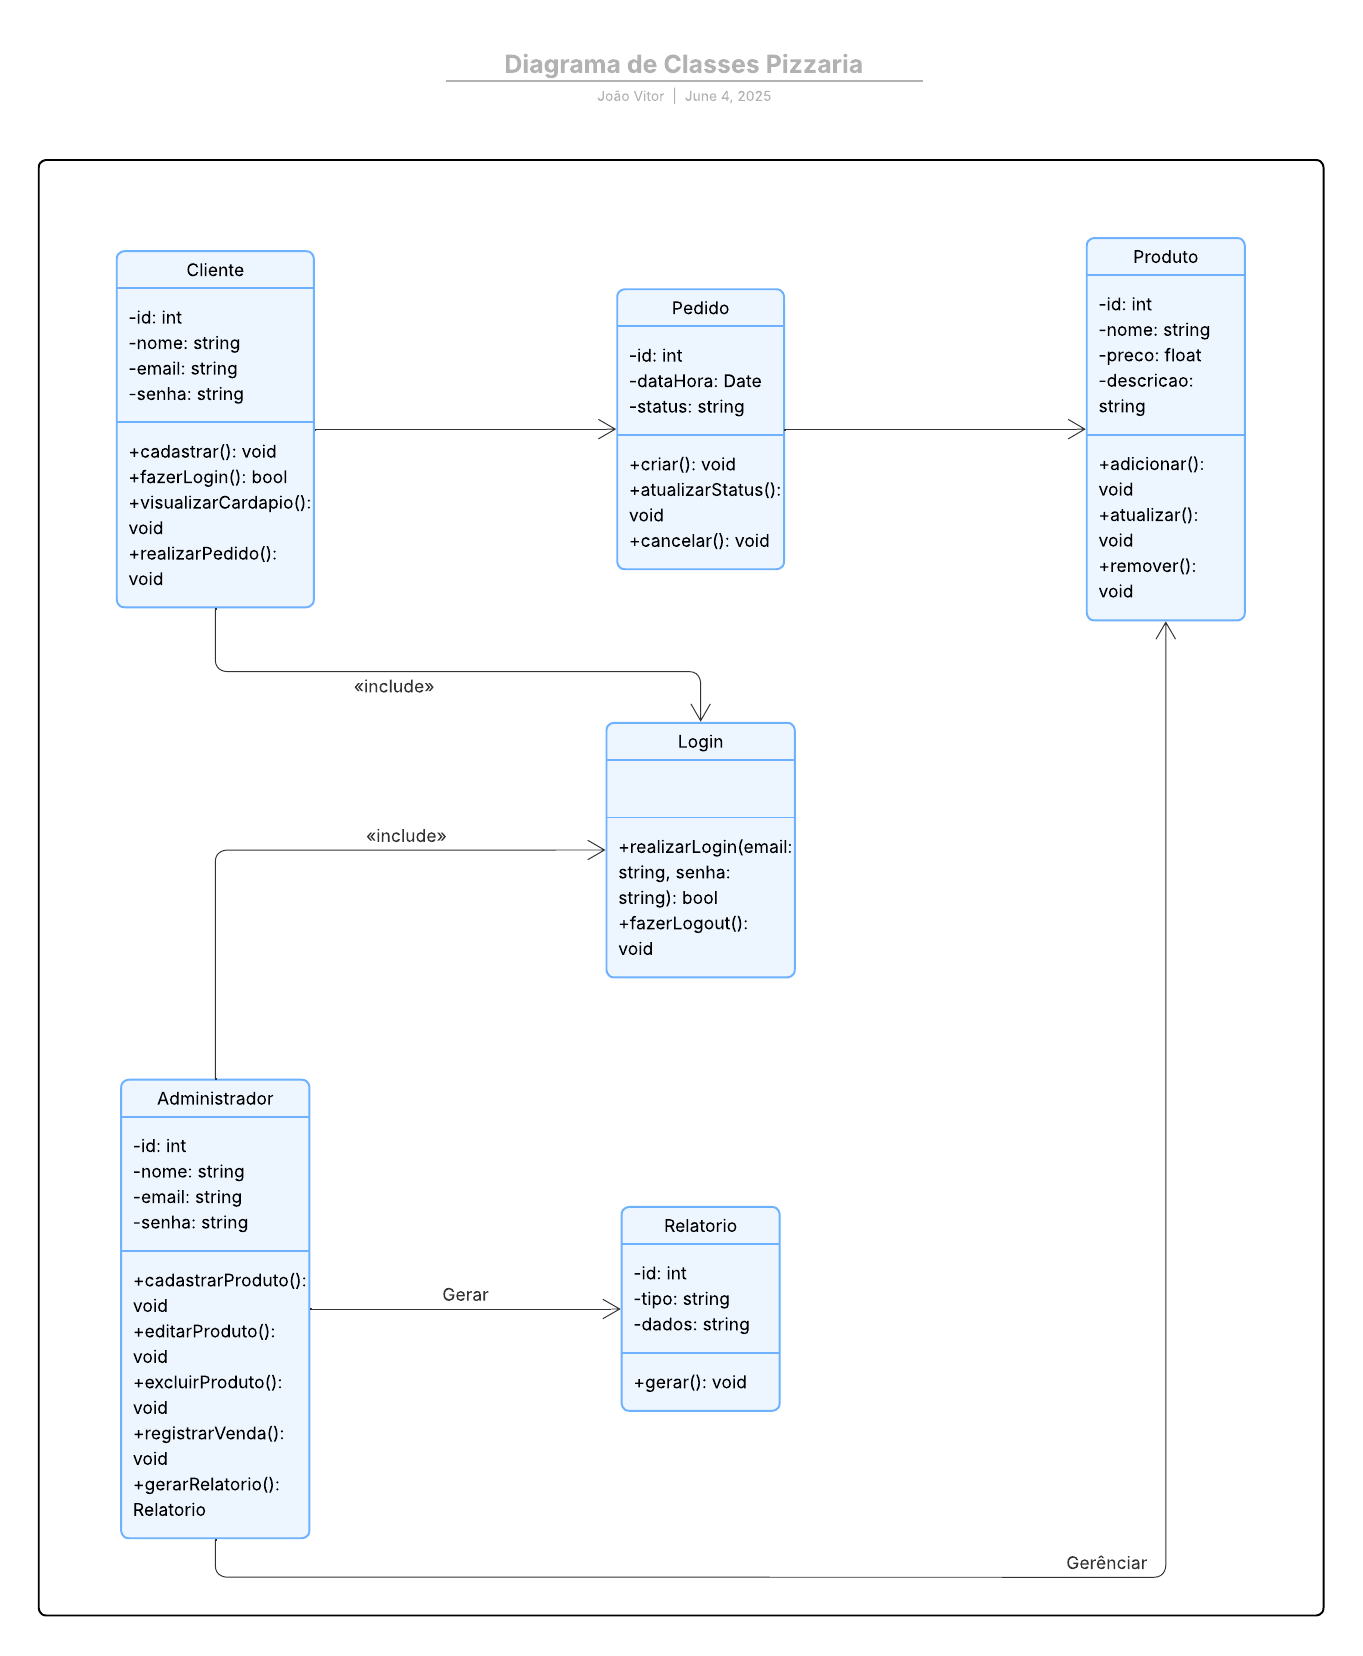 Diagrama de Classes Pizzaria
João Vitor | June 4, 2025
Cliente
-id: int
-nome: string
-email: string
-senha: string
+cadastrar(): void
+fazerLogin(): bool
+visualizarCardapio():
void
+realizarPedido():
void
Pedido
-id: int
-dataHora: Date
-status: string
+criar(): void
+atualizarStatus():
void
+cancelar(): void
Produto
-id: int
-nome: string
-preco: float
-descricao:
string
+adicionar():
void
+atualizar():
void
+remover():
void
«include»
Login
+realizarLogin(email:
string, senha:
string): bool
+fazerLogout():
void
«include»
Administrador
-id: int
-nome: string
-email: string
-senha: string
+cadastrarProduto():
void
+editarProduto():
void
+excluirProduto():
void
+registrarVenda():
void
+gerarRelatorio():
Relatorio
Gerar
Relatorio
-id: int
-tipo: string
-dados: string
+gerar(): void
Gerênciar